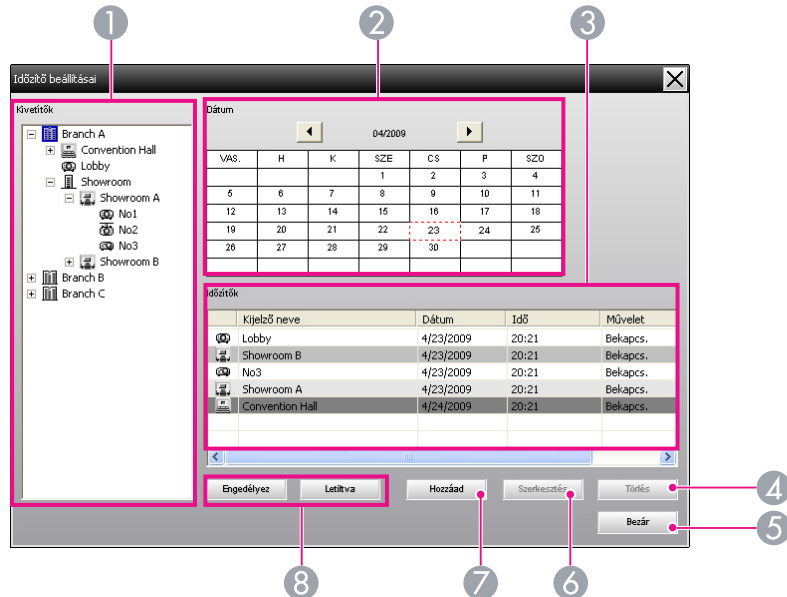 1 2 3
Időzítő beállításai
Kivetítők
Branch A
Convention Hall
Lobby
Showroom
Showroom A
No1
No2
No3
Showroom B
Branch B
Branch C
Dátum
04/2009
VAS. H K SZE CS P SZO
1 2 3 4
5 6 7 8 9 10 11
12 13 14 15 16 17 18
19 20 21 22 23 24 25
26 27 28 29 30
Időzítők
Kijelző neve Dátum Idő Művelet
Lobby 4/23/2009 20:21 Bekapcs.
Showroom B 4/23/2009 20:21 Bekapcs.
No3 4/23/2009 20:21 Bekapcs.
Showroom A 4/23/2009 20:21 Bekapcs.
Convention Hall 4/24/2009 20:21 Bekapcs.
Engedélyez Letiltva Hozzáad Szerkesztés Törlés 4
Bezár 5
8 7 6